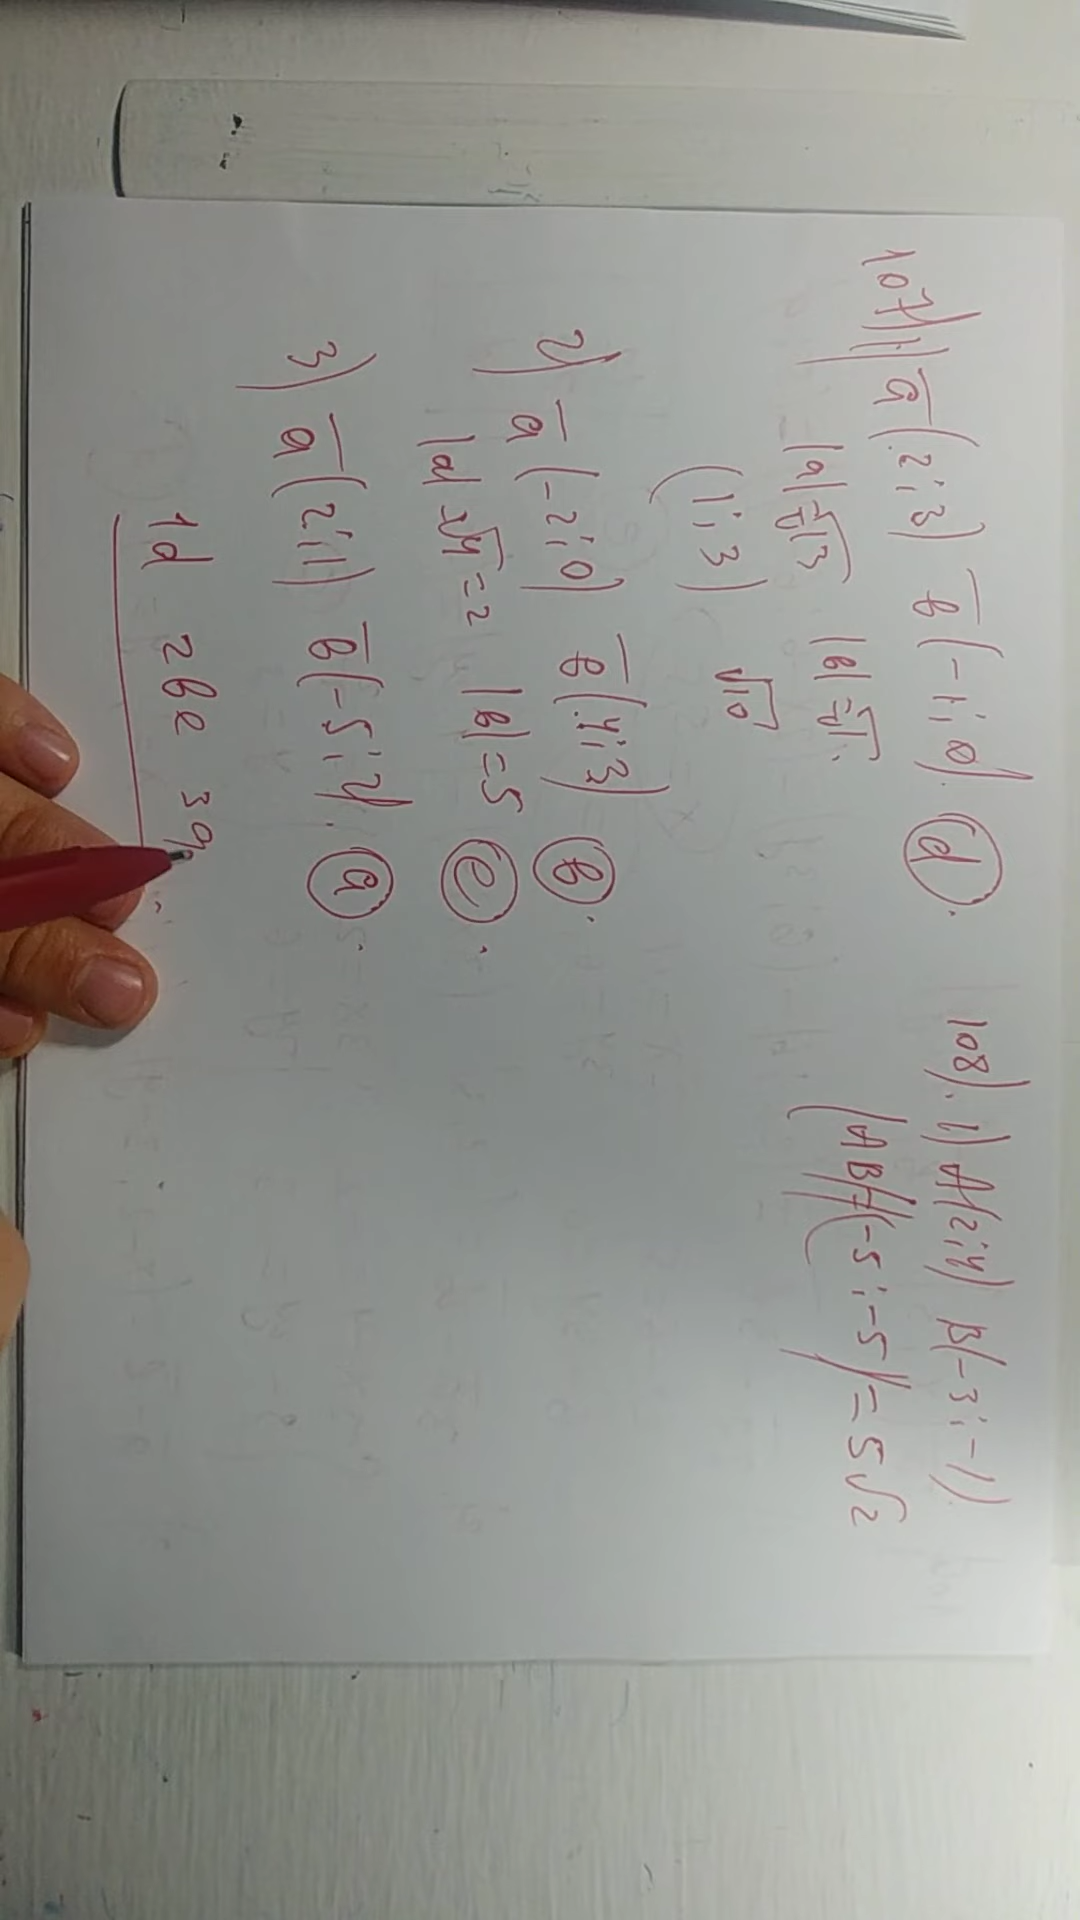 107) 1) a̅(2;3) b̅(-1;0). (d).
|a|=√13 |b|=√1.
(1;3) √10
2) a̅(-2;0) b̅(4;3) (b).
|a|=√4=2 |b|=5 (e).
3) a̅(2;1) b̅(-5;2). (a).
1d 2be 3a
108). 1) A(2;4) B(-3;-1).
|AB|(-5;-5)=5√2